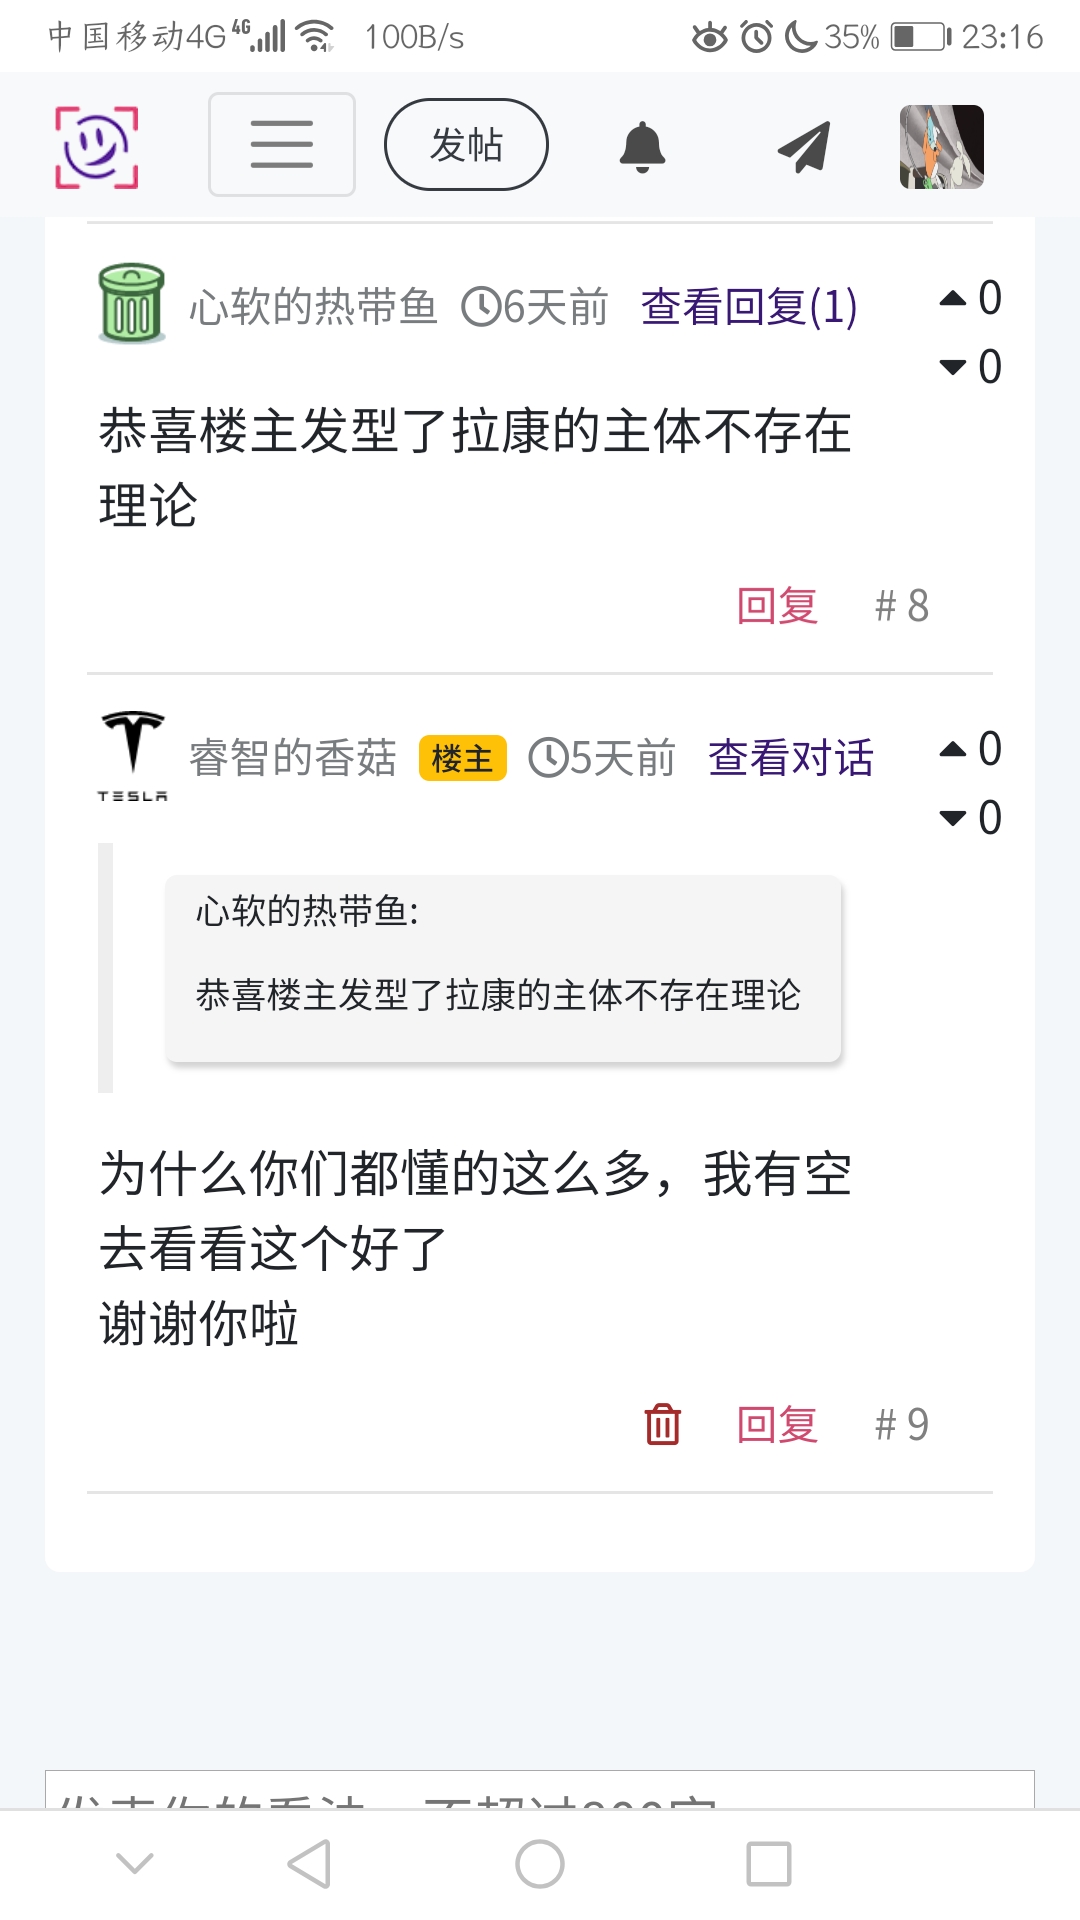 中国移动4G 4G 100B/s 35% 23:16
发帖
心软的热带鱼 6天前 查看回复(1) 0
0
恭喜楼主发型了拉康的主体不存在
理论
回复 # 8
睿智的香菇 楼主 5天前 查看对话 0
TESLA
0
心软的热带鱼:
恭喜楼主发型了拉康的主体不存在理论
为什么你们都懂的这么多，我有空
去看看这个好了
谢谢你啦
回复 # 9